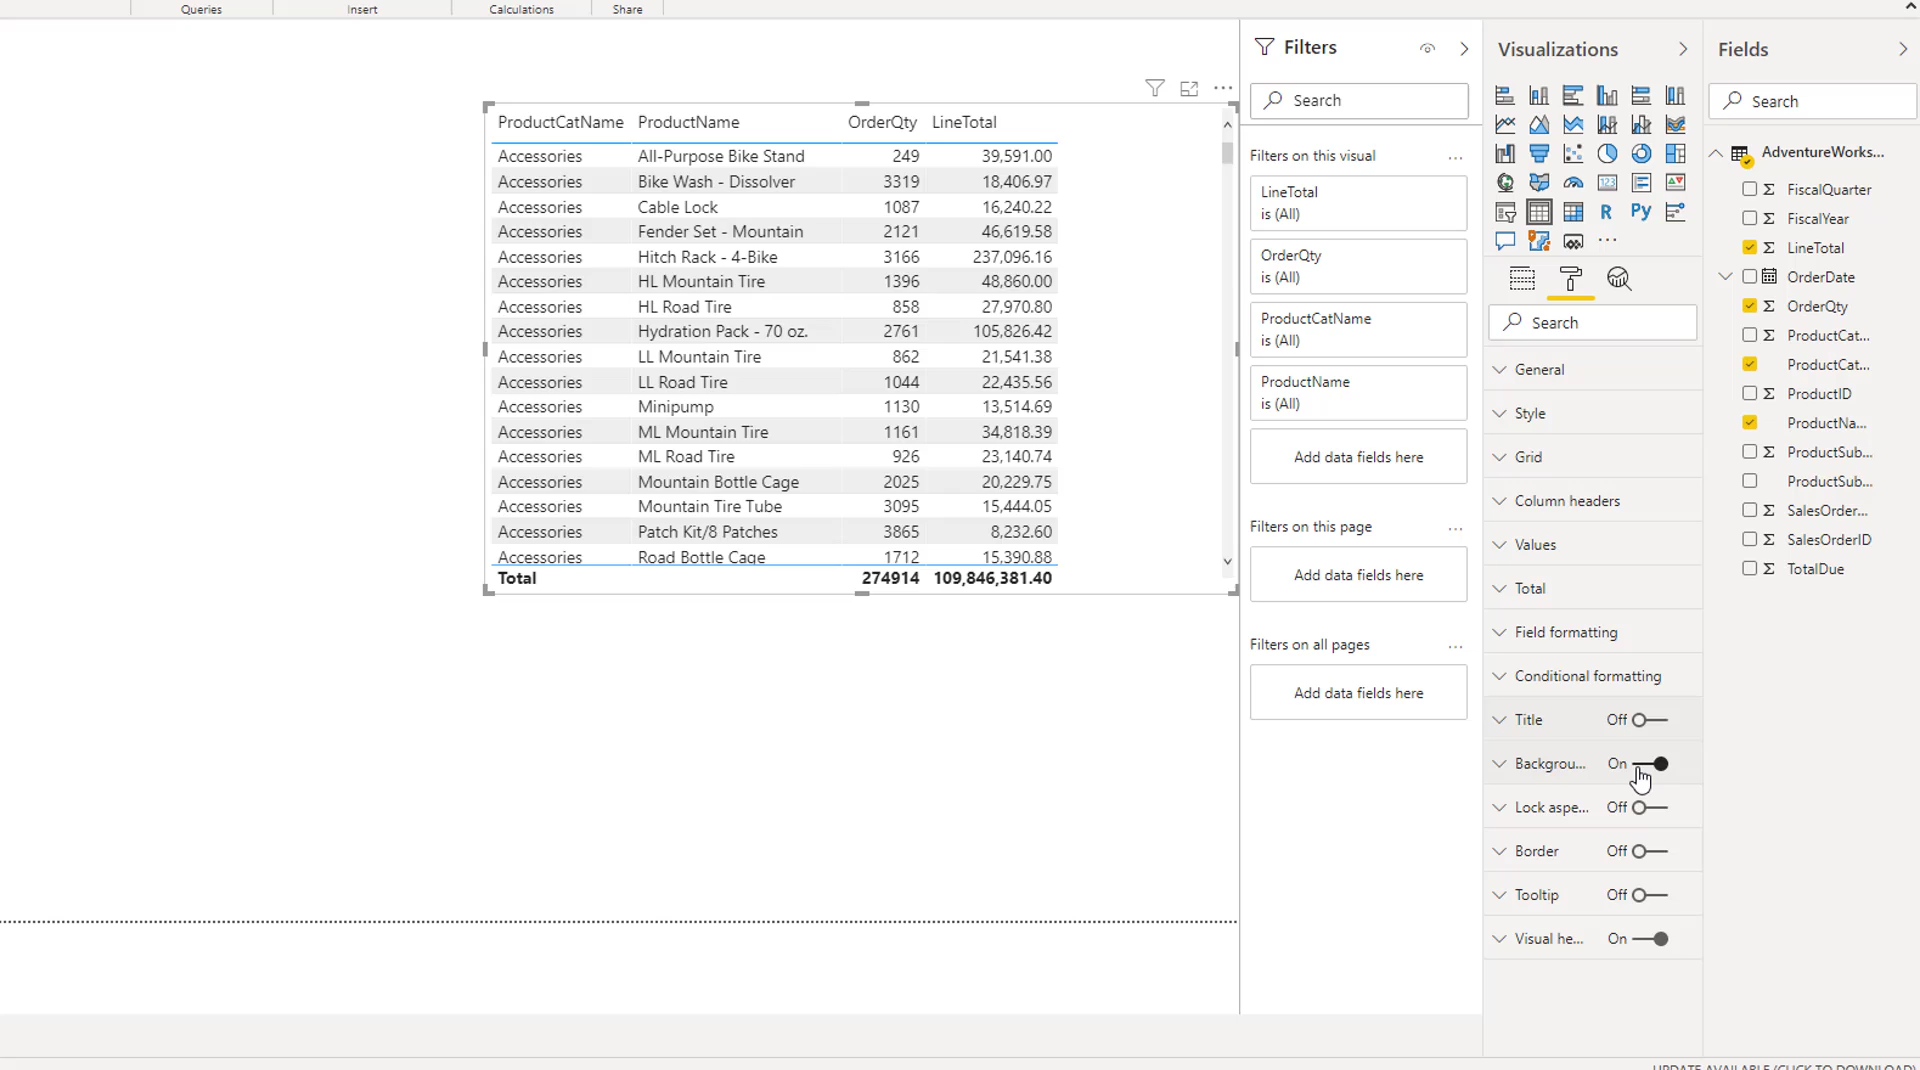 Queries Insert Calculations Share
ProductCatName ProductName OrderQty LineTotal
Accessories All-Purpose Bike Stand 249 39,591.00
Accessories Bike Wash - Dissolver 3319 18,406.97
Accessories Cable Lock 1087 16,240.22
Accessories Fender Set - Mountain 2121 46,619.58
Accessories Hitch Rack - 4-Bike 3166 237,096.16
Accessories HL Mountain Tire 1396 48,860.00
Accessories HL Road Tire 858 27,970.80
Accessories Hydration Pack - 70 oz. 2761 105,826.42
Accessories LL Mountain Tire 862 21,541.38
Accessories LL Road Tire 1044 22,435.56
Accessories Minipump 1130 13,514.69
Accessories ML Mountain Tire 1161 34,818.39
Accessories ML Road Tire 926 23,140.74
Accessories Mountain Bottle Cage 2025 20,229.75
Accessories Mountain Tire Tube 3095 15,444.05
Accessories Patch Kit/8 Patches 3865 8,232.60
Accessories Road Bottle Cage 1712 15,390.88
Total 274914 109,846,381.40
Filters
Search
Filters on this visual ...
LineTotal
is (All)
OrderQty
is (All)
ProductCatName
is (All)
ProductName
is (All)
Add data fields here
Filters on this page ...
Add data fields here
Filters on all pages ...
Add data fields here
Visualizations
123
R Py
...
Search
General
Style
Grid
Column headers
Values
Total
Field formatting
Conditional formatting
Title Off
Backgrou... On
Lock aspe... Off
Border Off
Tooltip Off
Visual he... On
Fields
Search
AdventureWorks...
Σ FiscalQuarter
Σ FiscalYear
Σ LineTotal
OrderDate
Σ OrderQty
Σ ProductCat...
ProductCat...
Σ ProductID
ProductNa...
Σ ProductSub...
ProductSub...
Σ SalesOrder...
Σ SalesOrderID
Σ TotalDue
UPDATE AVAILABLE (CLICK TO DOWNLOAD)